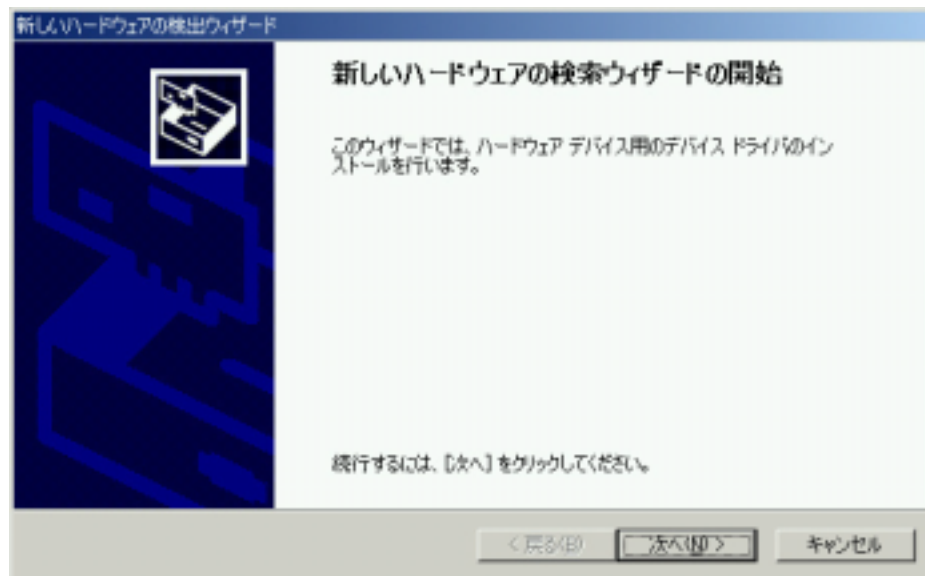 新しいハードウェアの検出ウィザード
新しいハードウェアの検索ウィザードの開始
このウィザードでは、ハードウェア デバイス用のデバイス ドライバのイン
ストールを行います。
続行するには、[次へ] をクリックしてください。
< 戻る(B) 次へ(N) > キャンセル